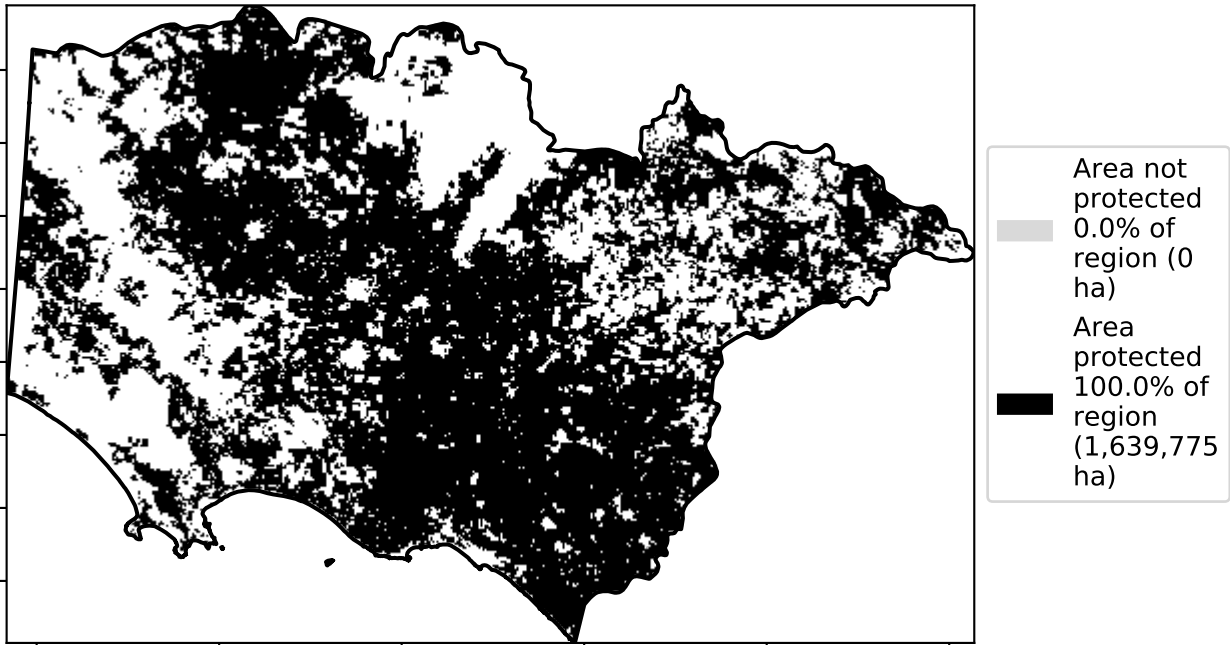 Area not
protected
0.0% of
region (0
ha)
Area
protected
100.0% of
region
(1,639,775
ha)